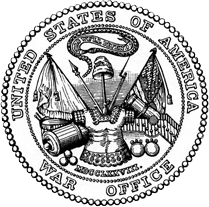 UNITED STATES OF AMERICA
MDCCLXXVIII
WAR OFFICE